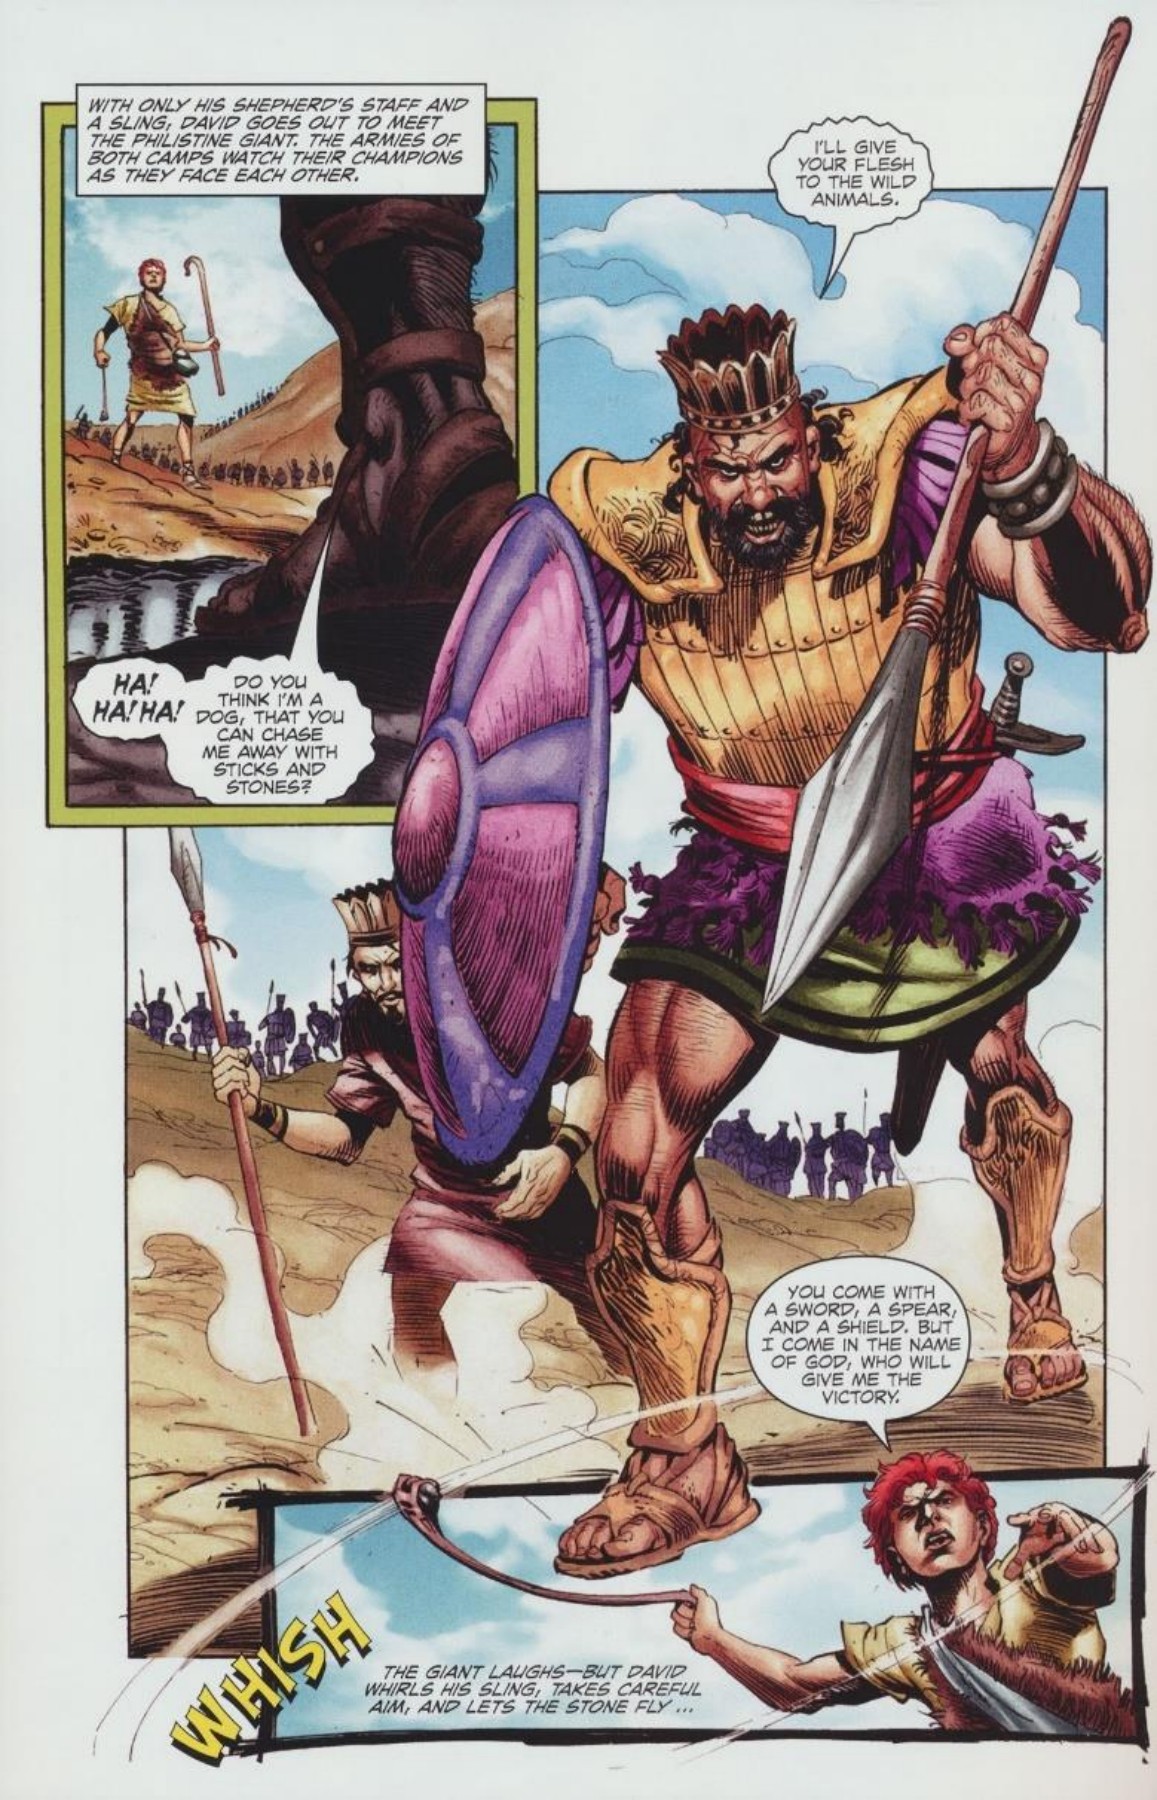 WITH ONLY HIS SHEPHERD'S STAFF AND
A SLING, DAVID GOES OUT TO MEET
THE PHILISTINE GIANT. THE ARMIES OF
BOTH CAMPS WATCH THEIR CHAMPIONS
AS THEY FACE EACH OTHER.
HA!
HA! HA!
DO YOU
THINK I'M A
DOG, THAT YOU
CAN CHASE
ME AWAY WITH
STICKS AND
STONES?
I'LL GIVE
YOUR FLESH
TO THE WILD
ANIMALS.
YOU COME WITH
A SWORD, A SPEAR,
AND A SHIELD. BUT
I COME IN THE NAME
OF GOD, WHO WILL
GIVE ME THE
VICTORY.
WHISH
THE GIANT LAUGHS—BUT DAVID
WHIRLS HIS SLING, TAKES CAREFUL
AIM, AND LETS THE STONE FLY ...